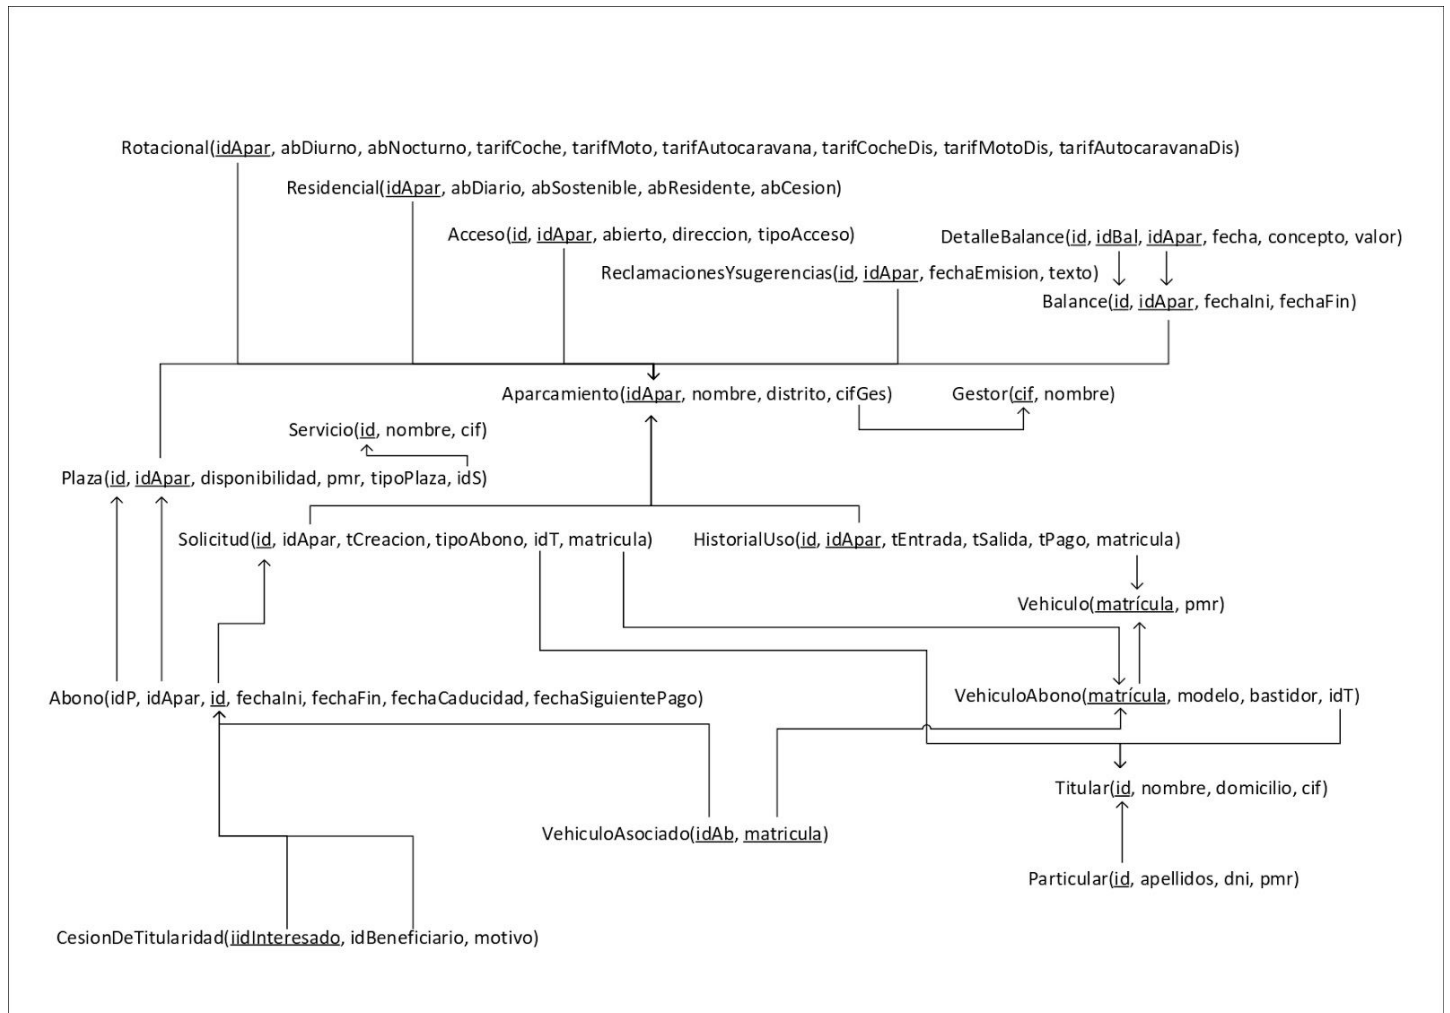 Rotacional(idApar, abDiurno, abNocturno, tarifCoche, tarifMoto, tarifAutocaravana, tarifCocheDis, tarifMotoDis, tarifAutocaravanaDis)
Residencial(idApar, abDiario, abSostenible, abResidente, abCesion)
Acceso(id, idApar, abierto, direccion, tipoAcceso)
DetalleBalance(id, idBal, idApar, fecha, concepto, valor)
ReclamacionesYsugerencias(id, idApar, fechaEmision, texto)
Balance(id, idApar, fechaIni, fechaFin)
Aparcamiento(idApar, nombre, distrito, cifGes)
Gestor(cif, nombre)
Servicio(id, nombre, cif)
Plaza(id, idApar, disponibilidad, pmr, tipoPlaza, idS)
Solicitud(id, idApar, tCreacion, tipoAbono, idT, matricula)
HistorialUso(id, idApar, tEntrada, tSalida, tPago, matricula)
Vehiculo(matrícula, pmr)
Abono(idP, idApar, id, fechaIni, fechaFin, fechaCaducidad, fechaSiguientePago)
VehiculoAbono(matrícula, modelo, bastidor, idT)
Titular(id, nombre, domicilio, cif)
VehiculoAsociado(idAb, matricula)
Particular(id, apellidos, dni, pmr)
CesionDeTitularidad(iidInteresado, idBeneficiario, motivo)